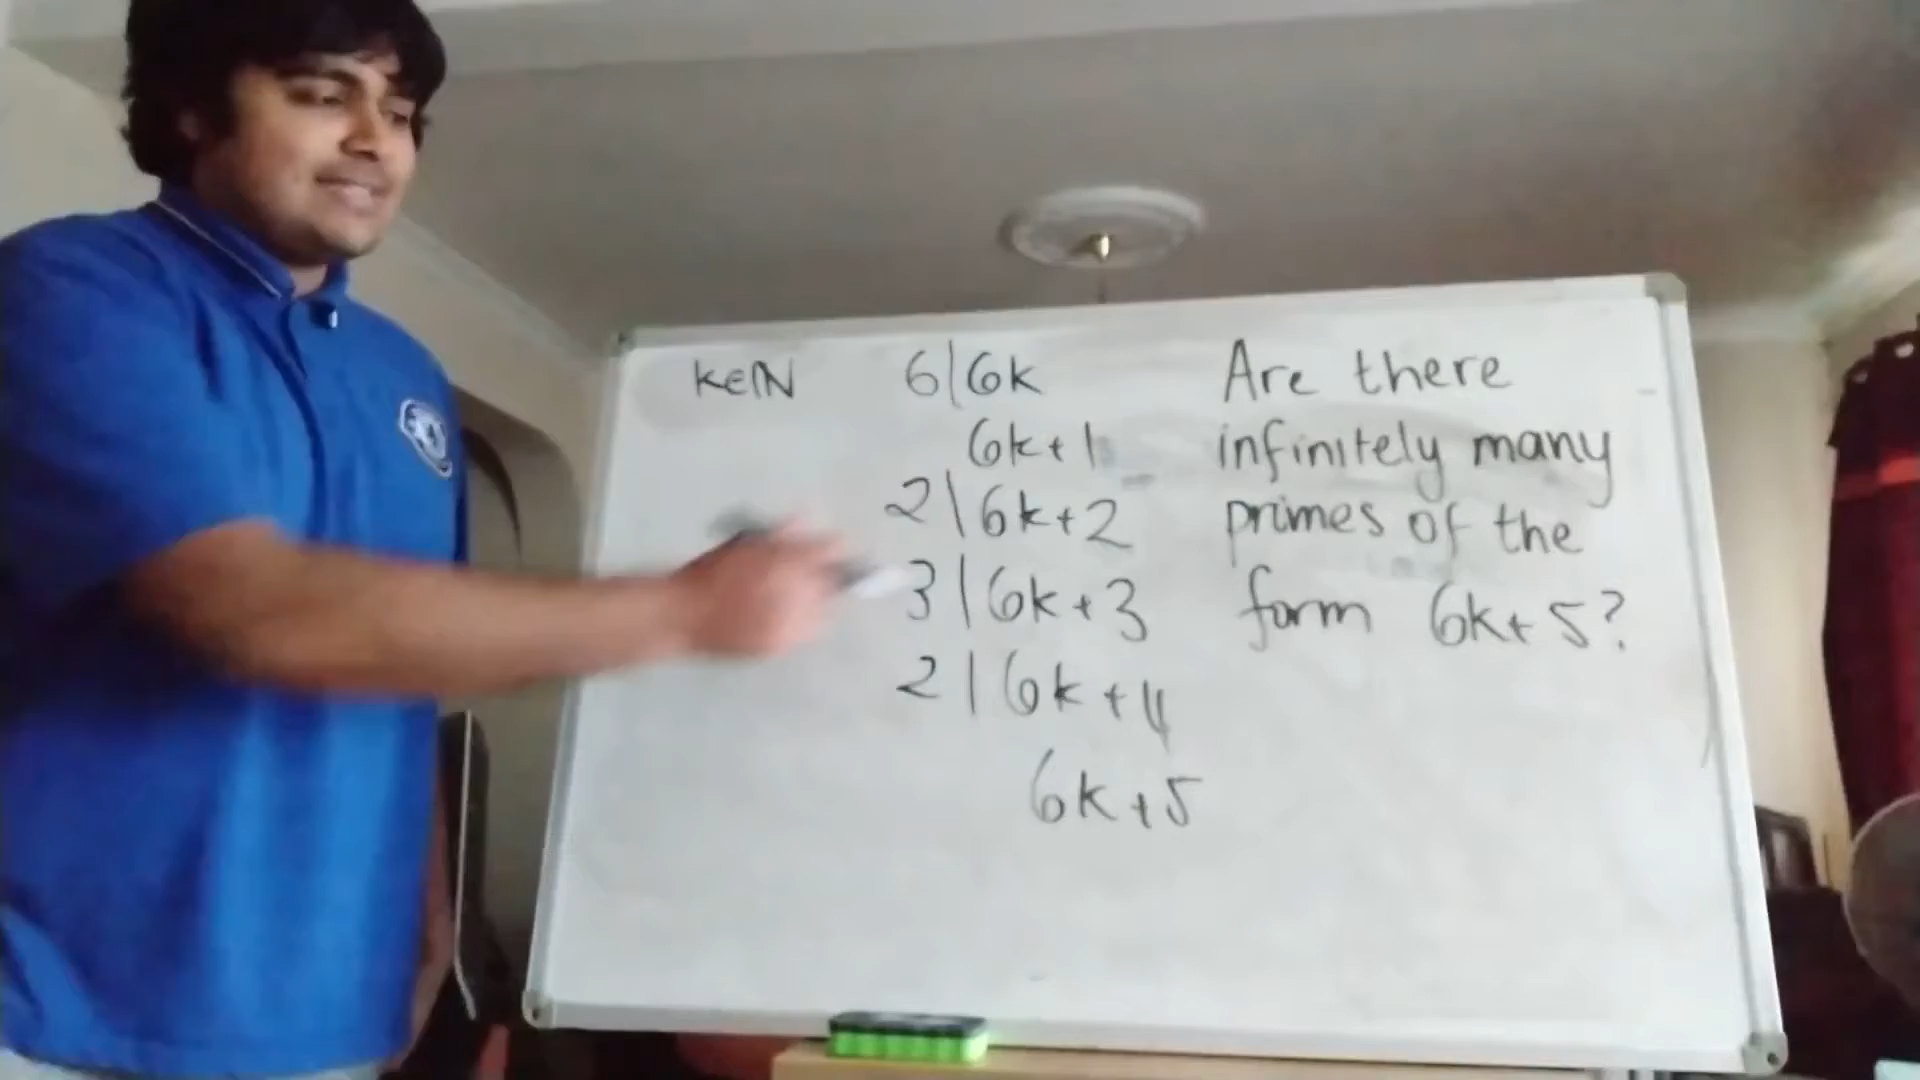 k∈ℕ
6|6k
6k+1
2|6k+2
3|6k+3
2|6k+4
6k+5
Are there
infinitely many
primes of the
form 6k+5?